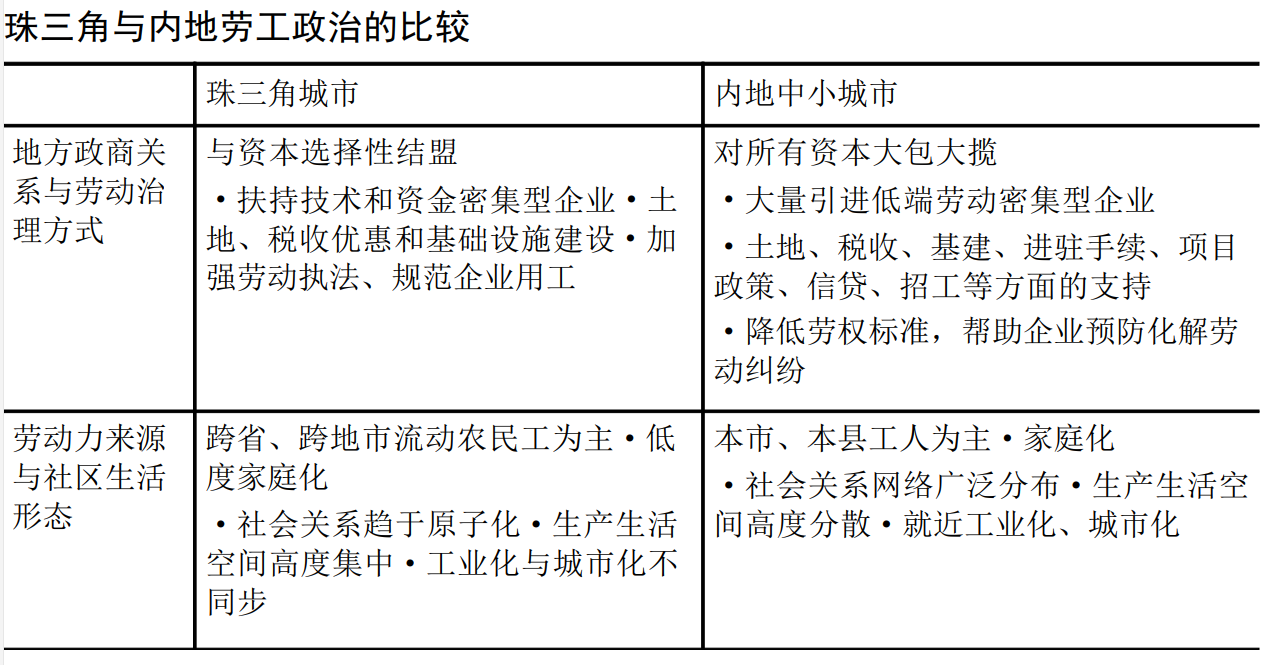 珠三角与内地劳工政治的比较
珠三角城市
内地中小城市
地方政商关
系与劳动治
理方式
与资本选择性结盟
•扶持技术和资金密集型企业•土
地、税收优惠和基础设施建设•加
强劳动执法、规范企业用工
对所有资本大包大揽
•大量引进低端劳动密集型企业
•土地、税收、基建、进驻手续、项目
政策、信贷、招工等方面的支持
•降低劳权标准，帮助企业预防化解劳
动纠纷
劳动力来源
与社区生活
形态
跨省、跨地市流动农民工为主•低
度家庭化
•社会关系趋于原子化•生产生活
空间高度集中•工业化与城市化不
同步
本市、本县工人为主•家庭化
•社会关系网络广泛分布•生产生活空
间高度分散•就近工业化、城市化